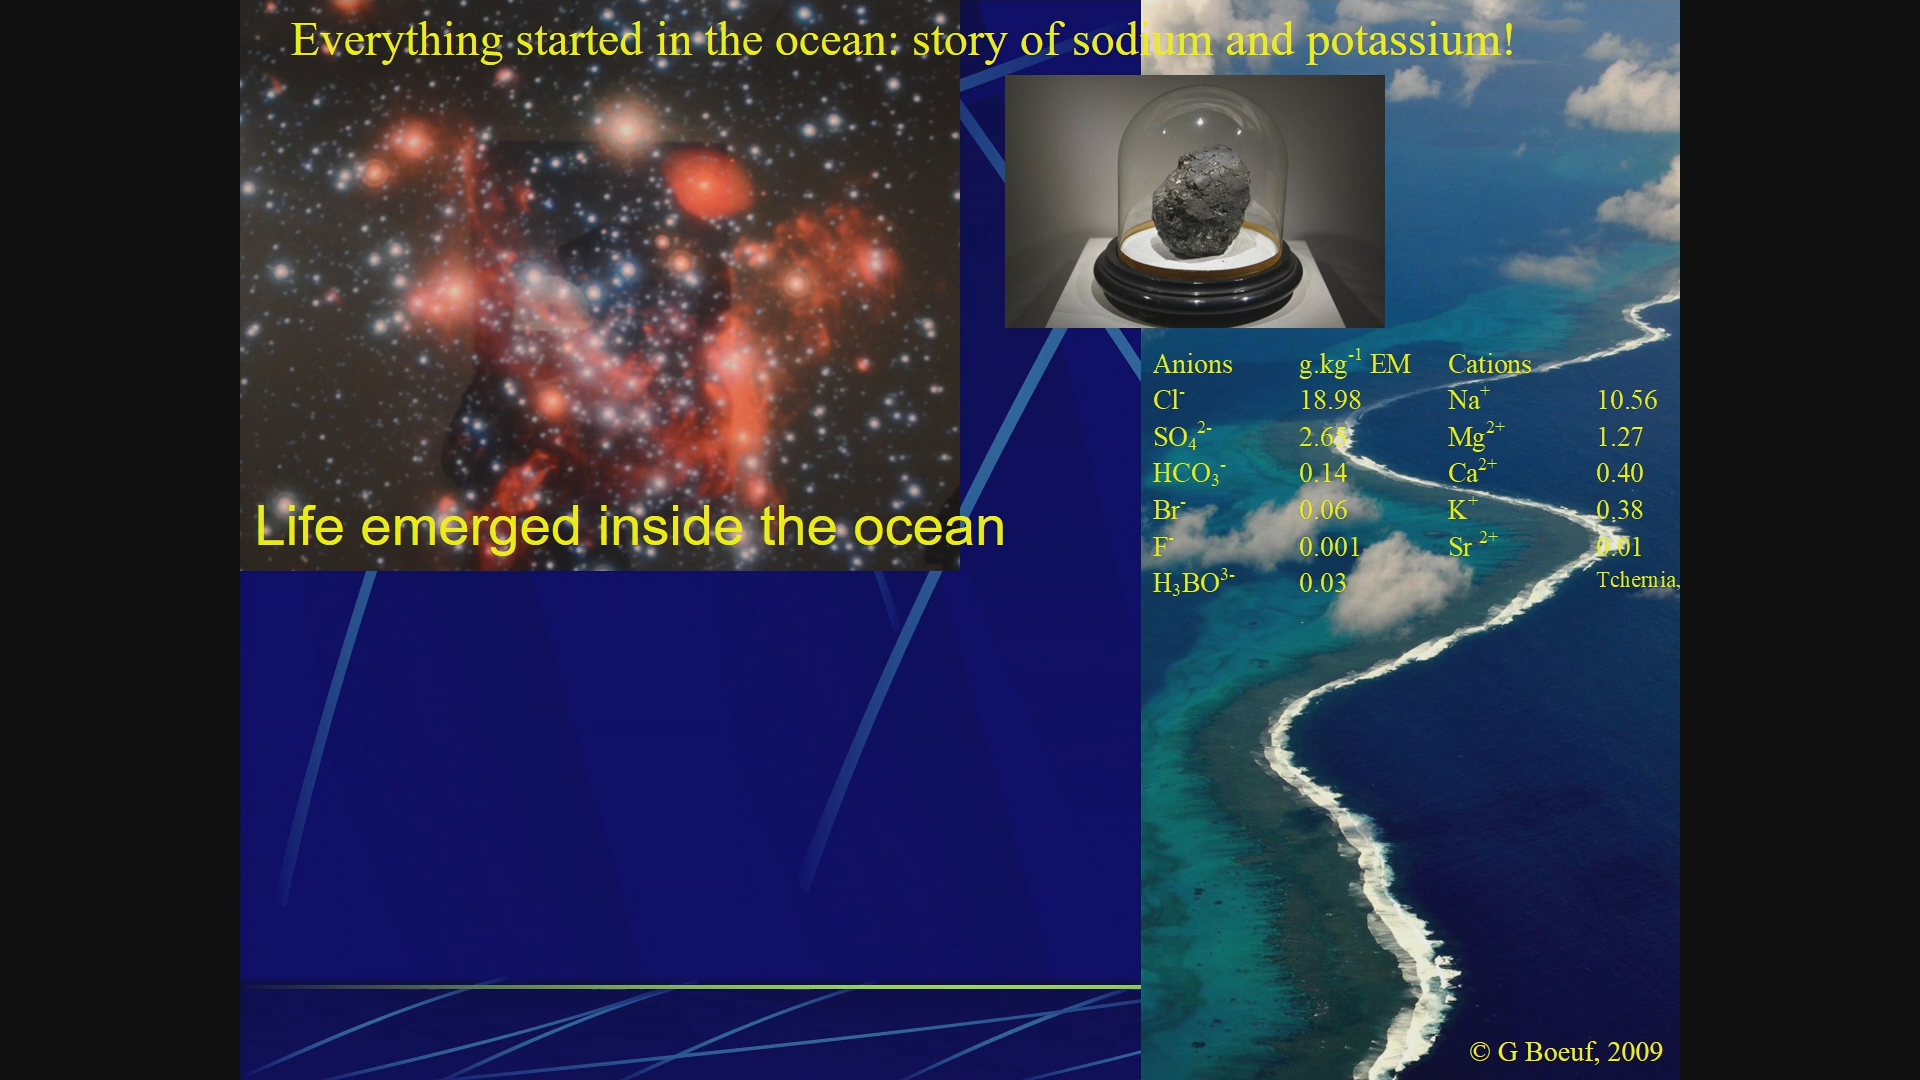 Everything started in the ocean: story of sodium and potassium!
Life emerged inside the ocean
Anions g.kg⁻¹ EM Cations
Cl⁻ 18.98 Na⁺ 10.56
SO₄²⁻ 2.65 Mg²⁺ 1.27
HCO₃⁻ 0.14 Ca²⁺ 0.40
Br⁻ 0.06 K⁺ 0.38
F⁻ 0.001 Sr ²⁺ 0.01
H₃BO³⁻ 0.03 Tchernia,
© G Boeuf, 2009